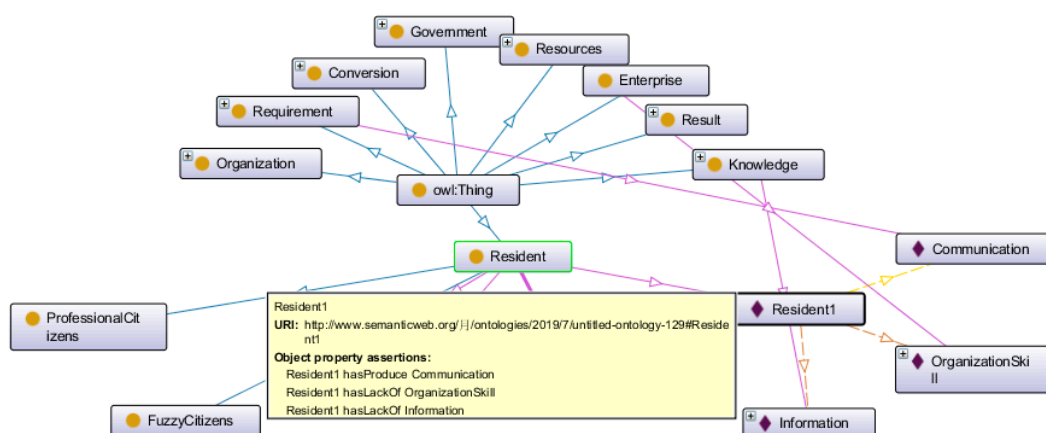 Government
Resources
Conversion
Enterprise
Requirement
Result
Organization
Knowledge
owl:Thing
Resident
Communication
ProfessionalCit
izens
Resident1
OrganizationSki
ll
FuzzyCitizens
Information
Resident1
URI: http://www.semanticweb.org/月/ontologies/2019/7/untitled-ontology-129#Reside
nt1
Object property assertions:
Resident1 hasProduce Communication
Resident1 hasLackOf OrganizationSkill
Resident1 hasLackOf Information